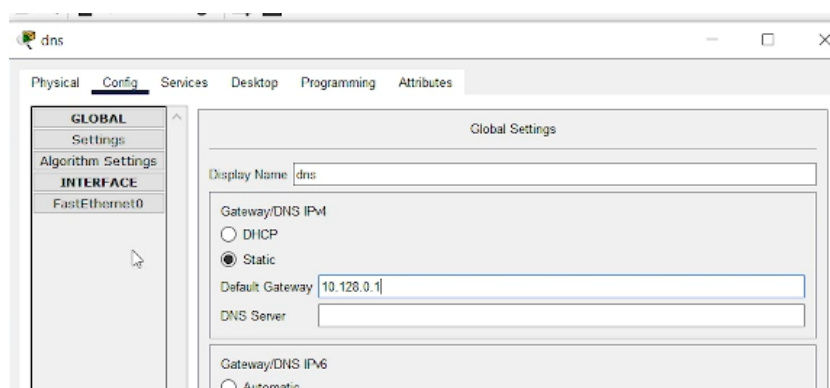 dns
Physical Config Services Desktop Programming Attributes
GLOBAL
Settings
Algorithm Settings
INTERFACE
FastEthernet0
Global Settings
Display Name dns
Gateway/DNS IPv4
DHCP
Static
Default Gateway 10.128.0.1
DNS Server
Gateway/DNS IPv6
Automatic